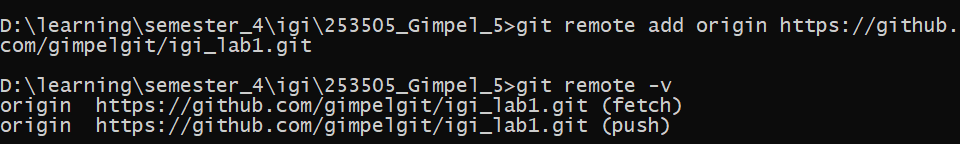 D:\learning\semester_4\igi\253505_Gimpel_5>git remote add origin https://github.
com/gimpelgit/igi_lab1.git
D:\learning\semester_4\igi\253505_Gimpel_5>git remote -v
origin  https://github.com/gimpelgit/igi_lab1.git (fetch)
origin  https://github.com/gimpelgit/igi_lab1.git (push)